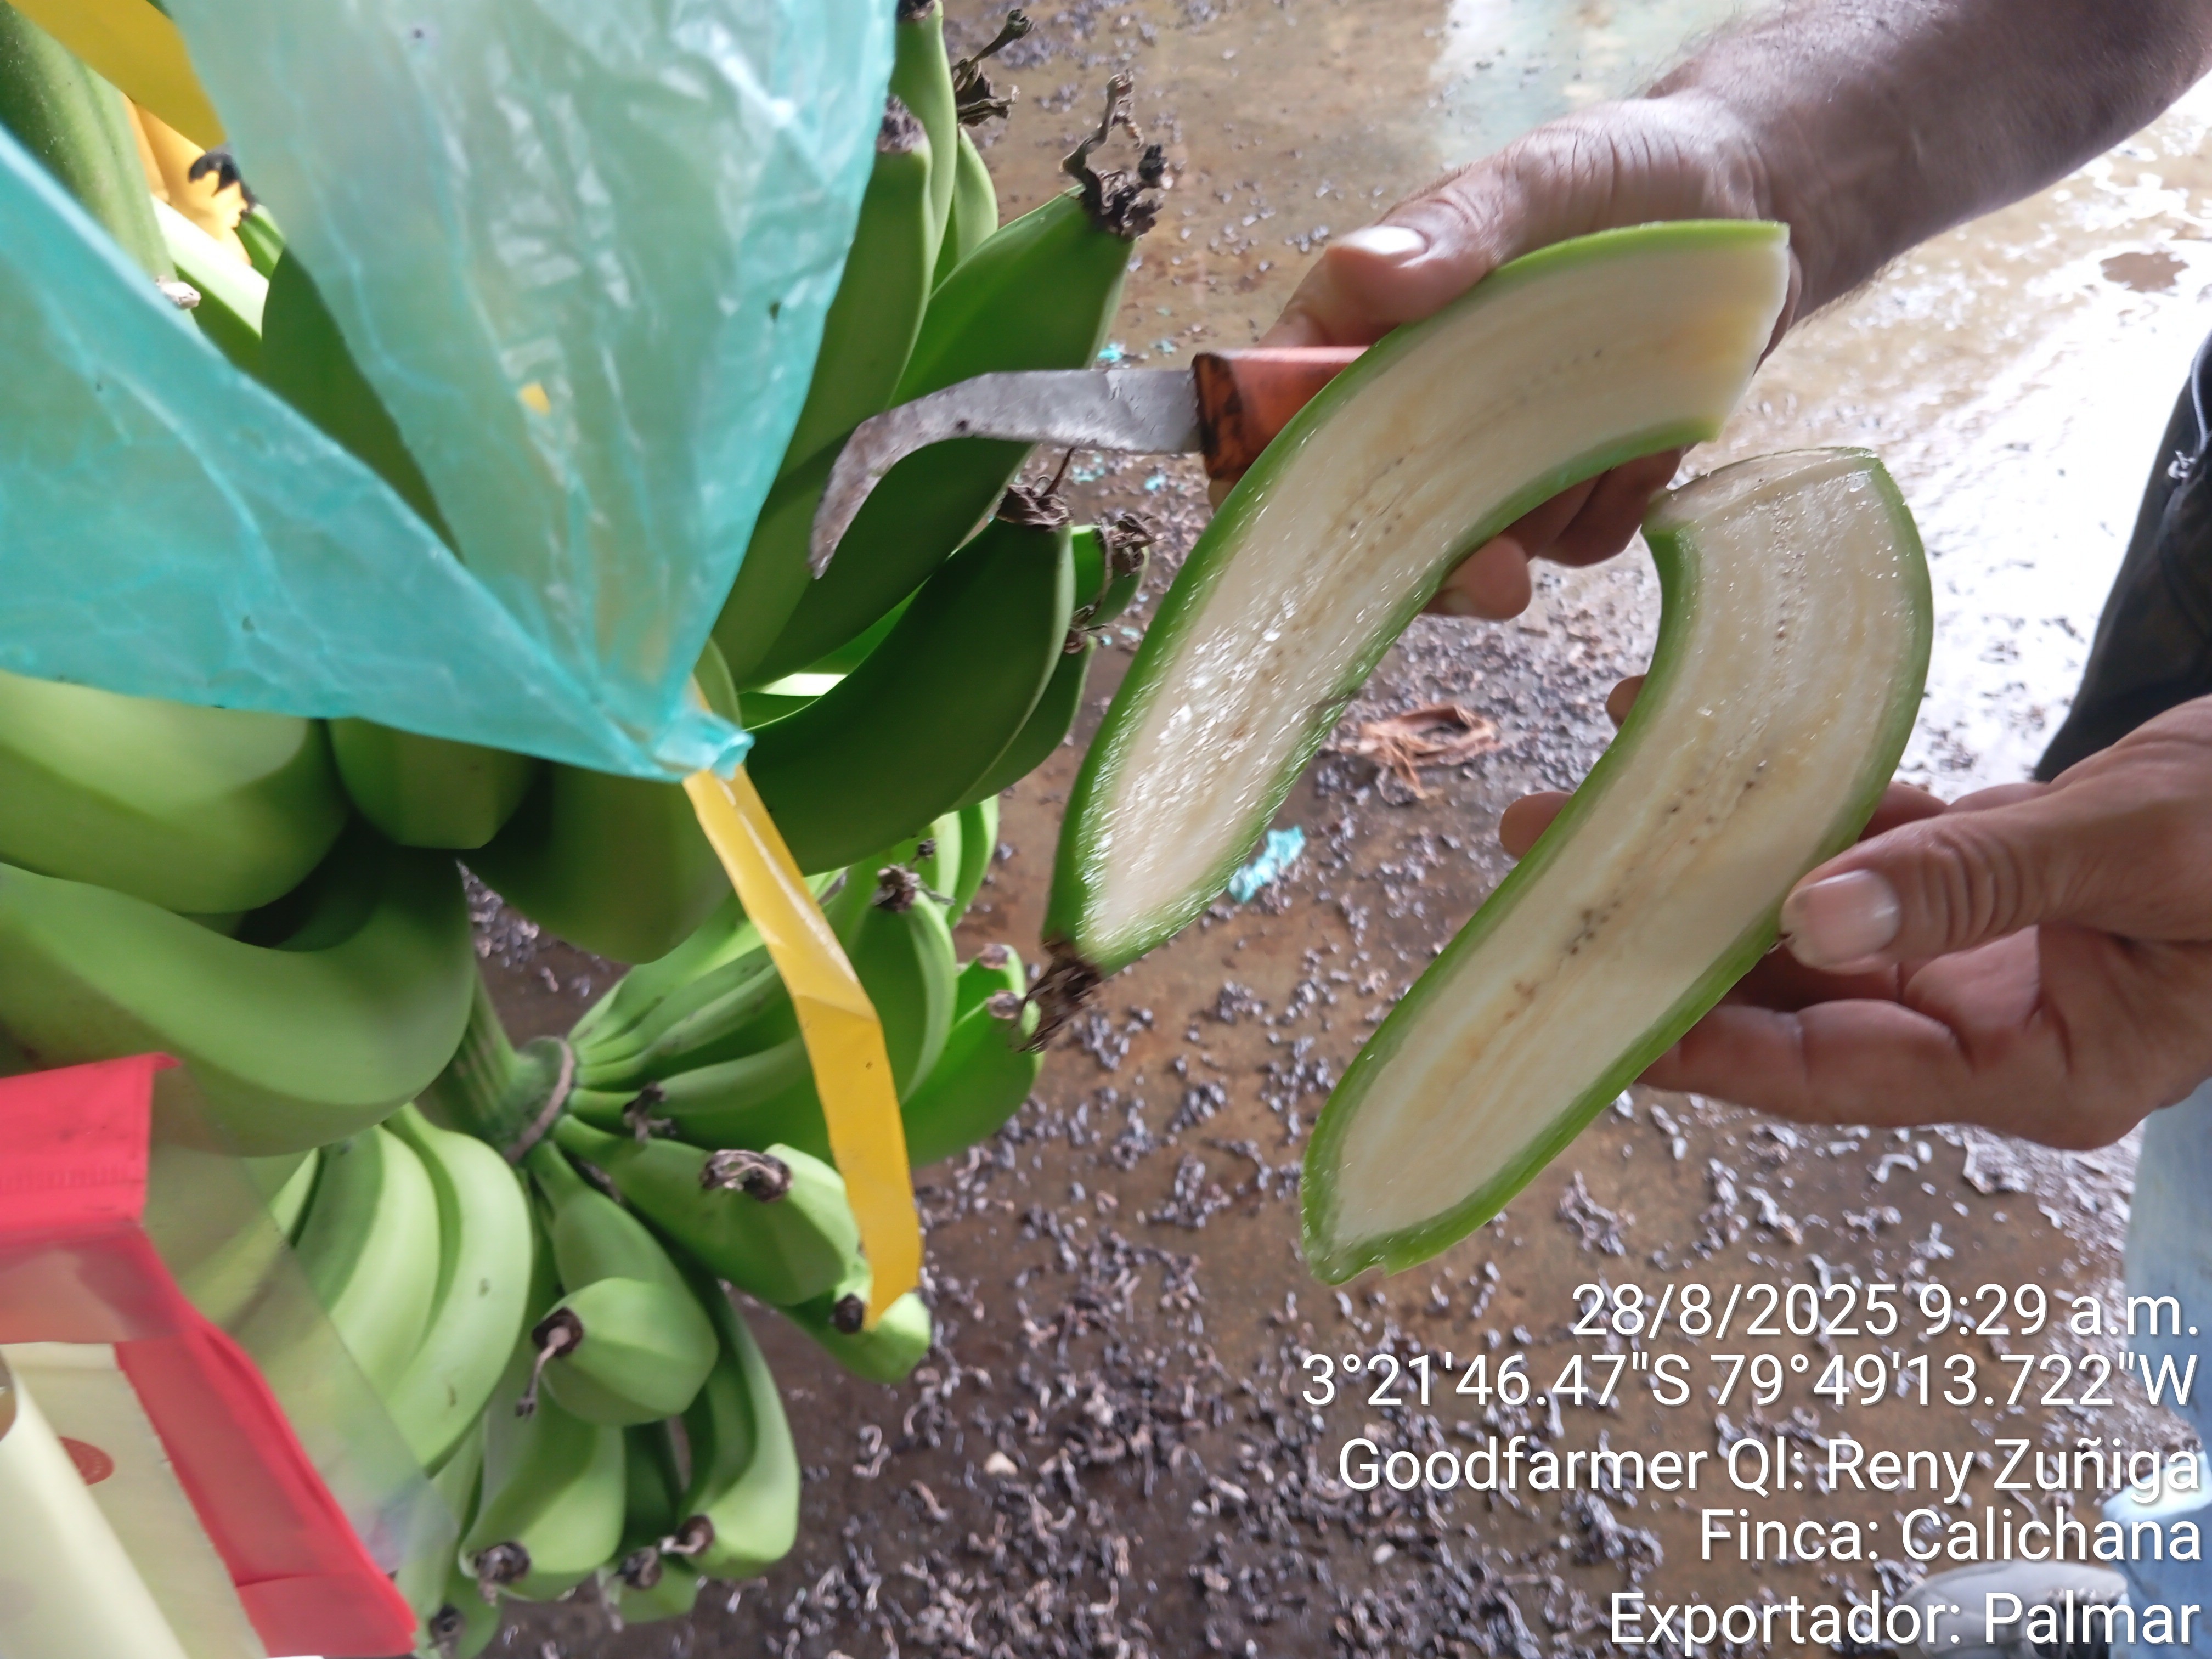 28/8/2025 9:29 a.m.
3°21'46.47"S 79°49'13.722"W
Goodfarmer Ql: Reny Zuñiga
Finca: Calichana
Exportador: Palmar